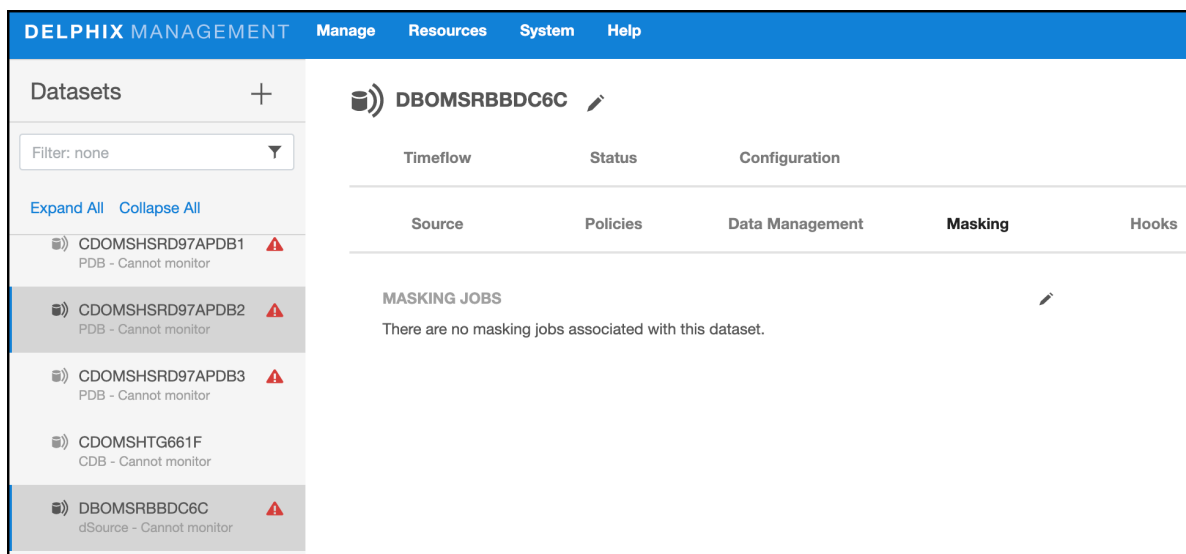 DELPHIX MANAGEMENT Manage Resources System Help
Datasets
Filter: none
Expand All Collapse All
CDOMSHSRD97APDB1
PDB - Cannot monitor
CDOMSHSRD97APDB2
PDB - Cannot monitor
CDOMSHSRD97APDB3
PDB - Cannot monitor
CDOMSHTG661F
CDB - Cannot monitor
DBOMSRBBDC6C
dSource - Cannot monitor
DBOMSRBBDC6C
Timeflow Status Configuration
Source Policies Data Management Masking Hooks
MASKING JOBS
There are no masking jobs associated with this dataset.